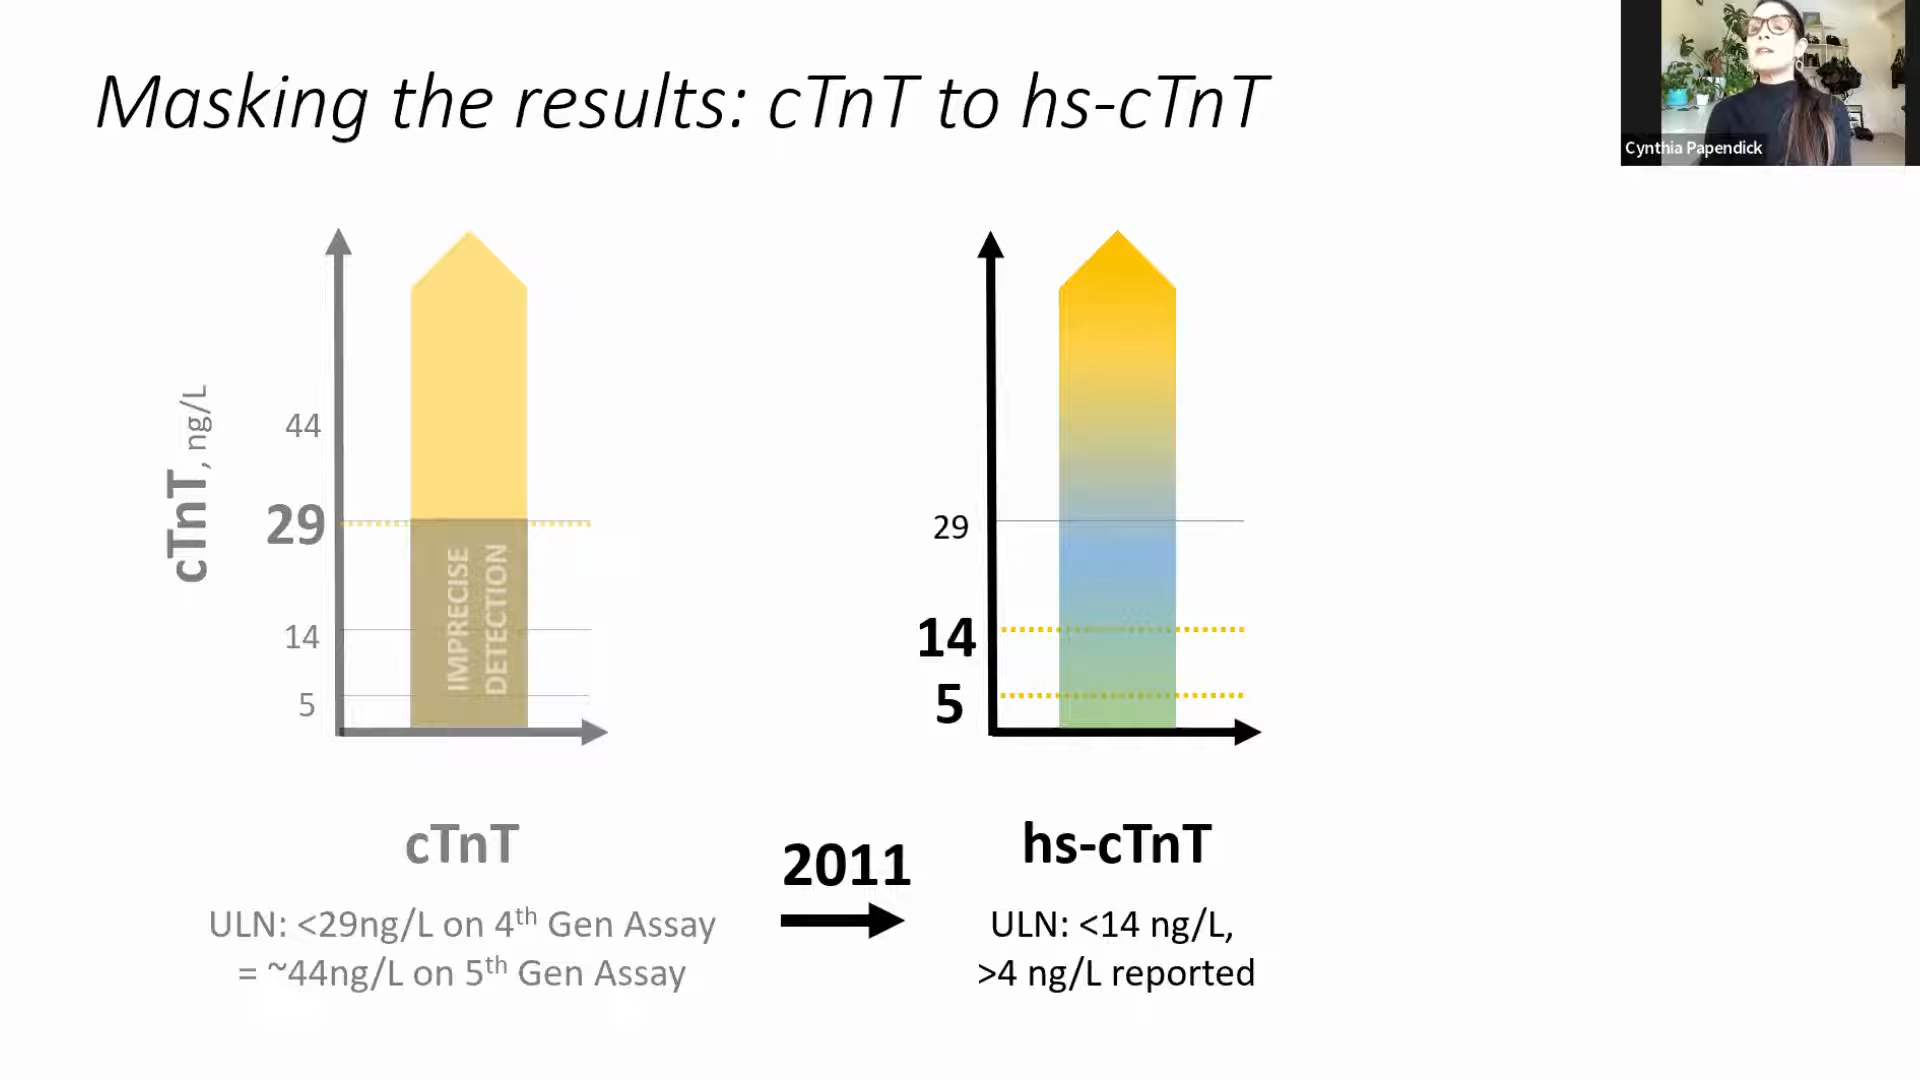 Masking the results: cTnT to hs-cTnT
Cynthia Papendick
cTnT, ng/L
44
29
14
5
IMPRECISE
DETECTION
29
14
5
cTnT
2011
hs-cTnT
ULN: <29ng/L on 4th Gen Assay
= ~44ng/L on 5th Gen Assay
ULN: <14 ng/L,
>4 ng/L reported